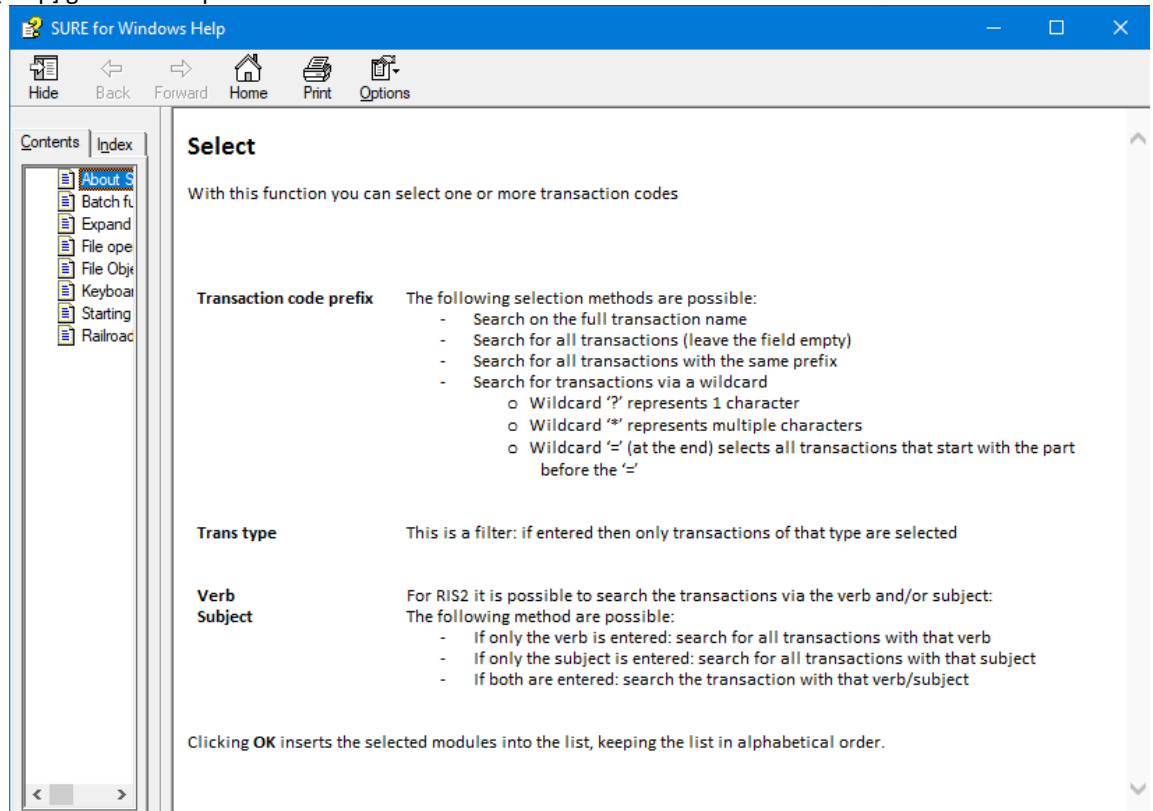 SURE for Windows Help
Hide Back Forward Home Print Options
Contents Index
About S
Batch fu
Expand
File ope
File Obje
Keyboar
Starting
Railroad
Select
With this function you can select one or more transaction codes
Transaction code prefix The following selection methods are possible:
- Search on the full transaction name
- Search for all transactions (leave the field empty)
- Search for all transactions with the same prefix
- Search for transactions via a wildcard
o Wildcard ‘?’ represents 1 character
o Wildcard ‘*’ represents multiple characters
o Wildcard ‘=’ (at the end) selects all transactions that start with the part
before the ‘=’
Trans type This is a filter: if entered then only transactions of that type are selected
Verb For RIS2 it is possible to search the transactions via the verb and/or subject:
Subject The following method are possible:
- If only the verb is entered: search for all transactions with that verb
- If only the subject is entered: search for all transactions with that subject
- If both are entered: search the transaction with that verb/subject
Clicking OK inserts the selected modules into the list, keeping the list in alphabetical order.